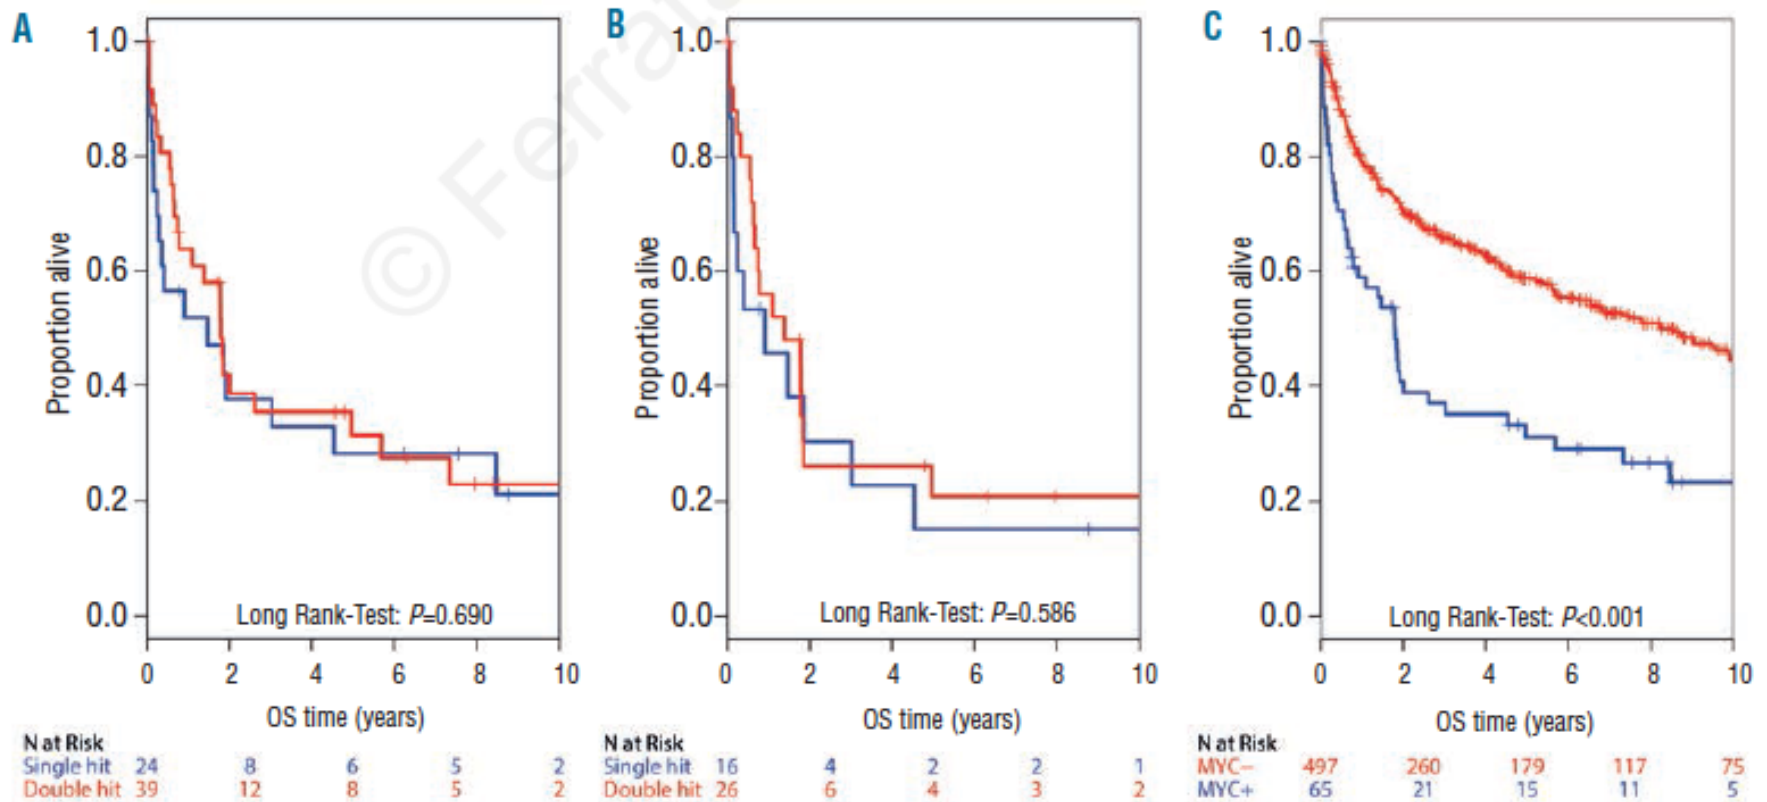 A
1.0
0.8
0.6
0.4
0.2
0.0
Proportion alive
Long Rank-Test: P=0.690
0 2 4 6 8 10
OS time (years)
N at Risk
Single hit 24 8 6 5 2
Double hit 39 12 8 5 2
B
1.0
0.8
0.6
0.4
0.2
0.0
Proportion alive
Long Rank-Test: P=0.586
0 2 4 6 8 10
OS time (years)
N at Risk
Single hit 16 4 2 2 1
Double hit 26 6 4 3 2
C
1.0
0.8
0.6
0.4
0.2
0.0
Proportion alive
Long Rank-Test: P<0.001
0 2 4 6 8 10
OS time (years)
N at Risk
MYC− 497 260 179 117 75
MYC+ 65 21 15 11 5